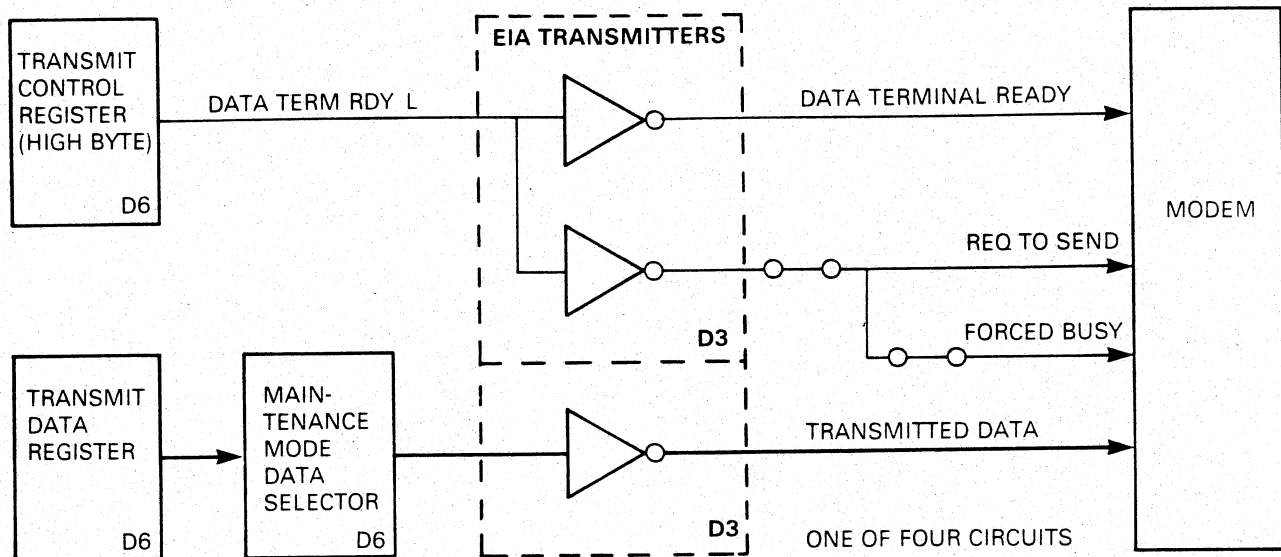 TRANSMIT
CONTROL
REGISTER
(HIGH BYTE)
D6
DATA TERM RDY L
EIA TRANSMITTERS
DATA TERMINAL READY
MODEM
REQ TO SEND
FORCED BUSY
D3
TRANSMIT
DATA
REGISTER
D6
MAIN-
TENANCE
MODE
DATA
SELECTOR
D6
TRANSMITTED DATA
D3
ONE OF FOUR CIRCUITS